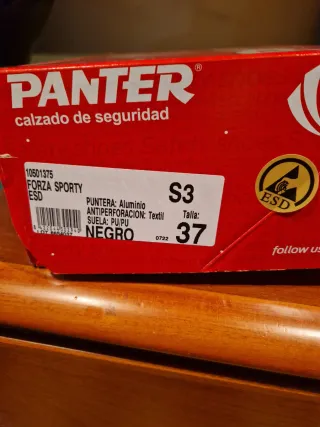 PANTER®
calzado de seguridad
10501375
FORZA SPORTY
ESD
S3
PUNTERA: Aluminio
ANTIPERFORACION: Textil
SUELA: PU/PU
Talla:
NEGRO
0722
37
ESD
follow us